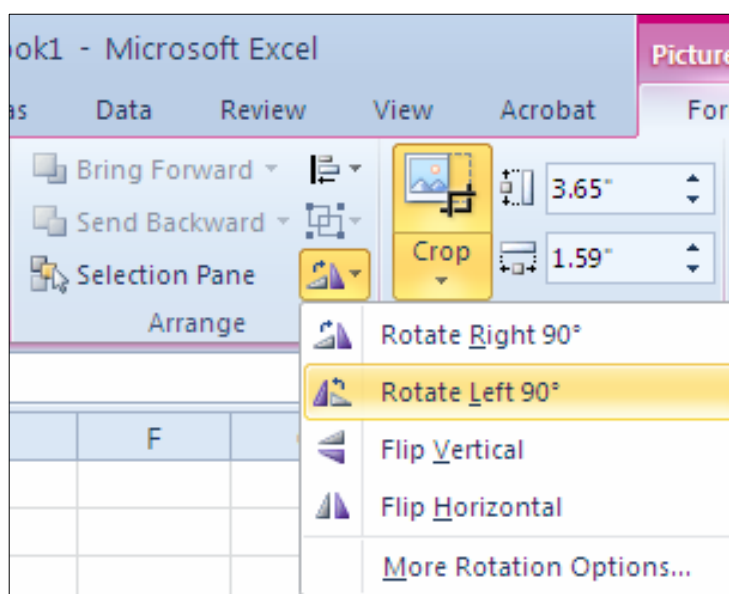 ook1 - Microsoft Excel
Picture
as Data Review View Acrobat For
Bring Forward
Send Backward
Selection Pane
Crop
3.65"
1.59"
Arrange
Rotate Right 90°
Rotate Left 90°
Flip Vertical
Flip Horizontal
More Rotation Options...
F